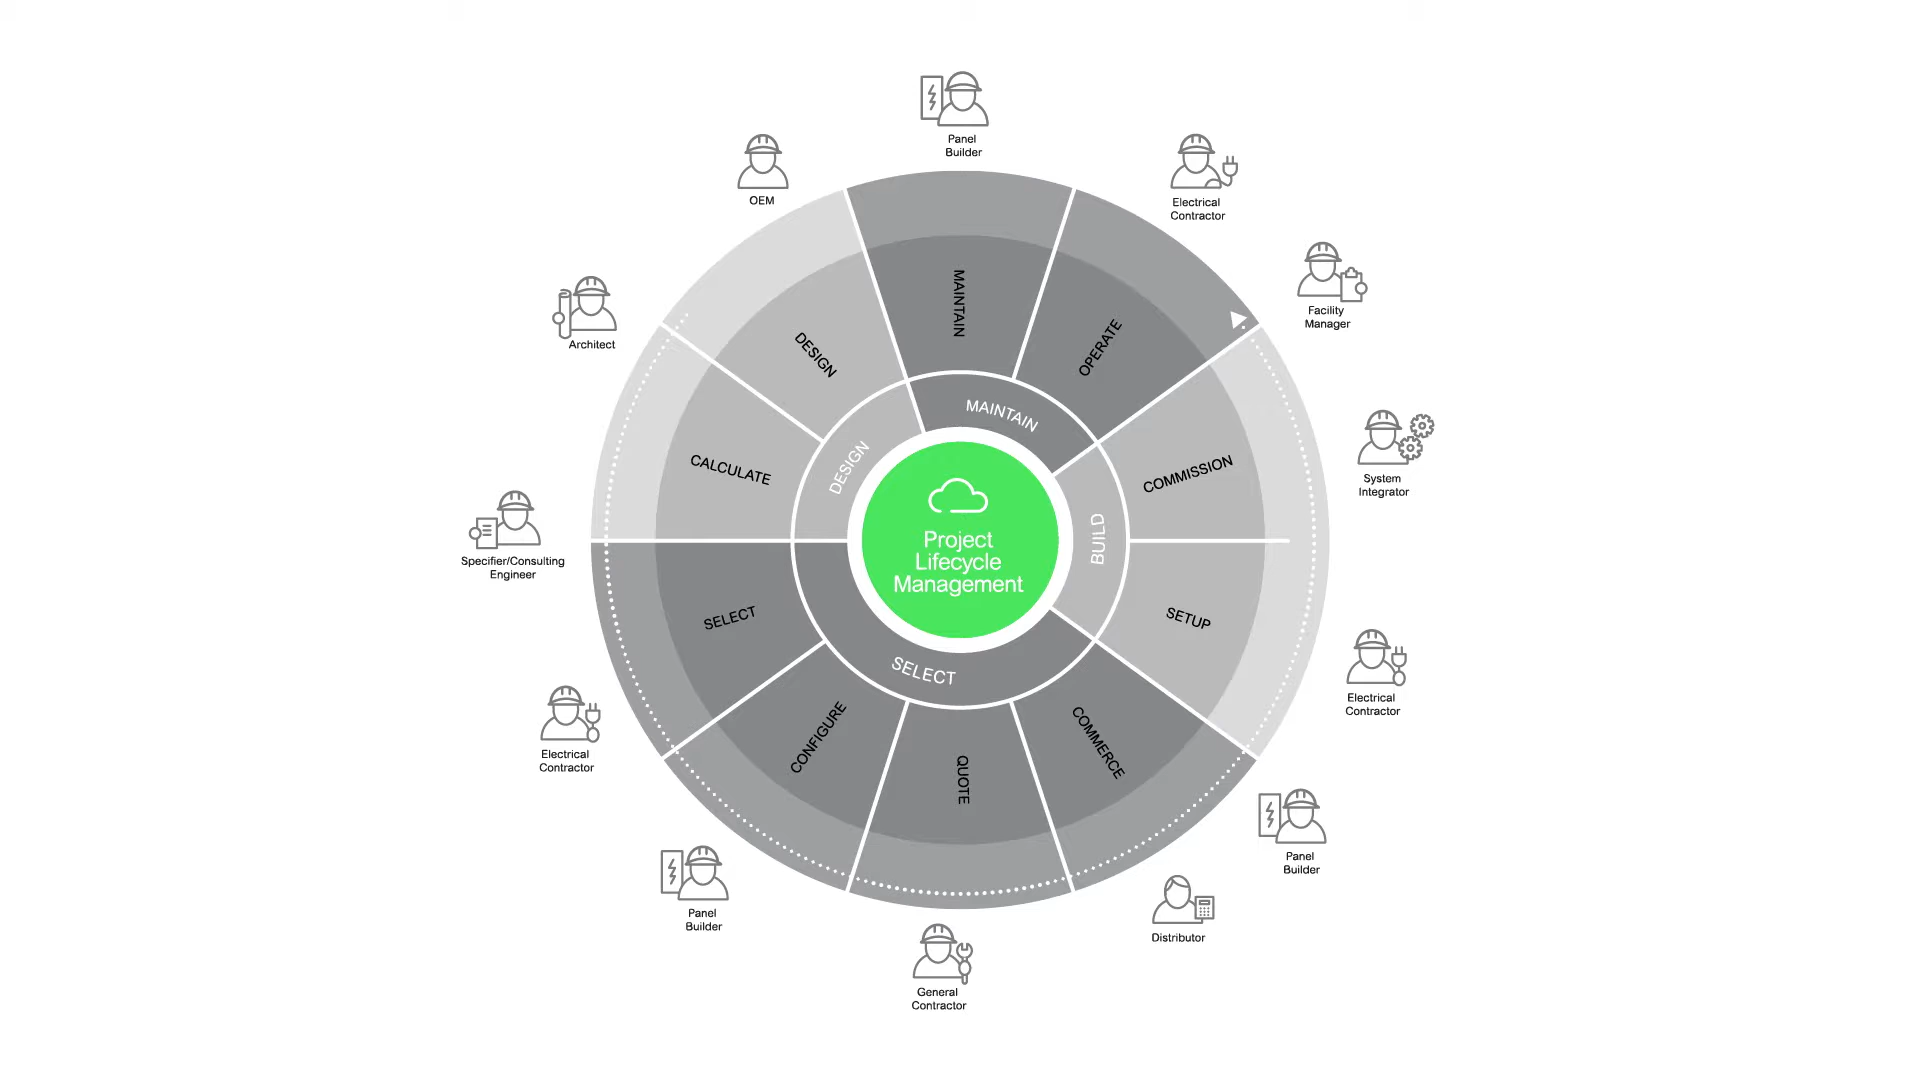 Panel
Builder
OEM
Electrical
Contractor
Facility
Manager
Architect
MAINTAIN
OPERATE
DESIGN
MAINTAIN
DESIGN
CALCULATE
COMMISSION
System
Integrator
BUILD
Project
Lifecycle
Management
Specifier/Consulting
Engineer
SELECT
SETUP
SELECT
Electrical
Contractor
CONFIGURE
QUOTE
COMMERCE
Electrical
Contractor
Panel
Builder
Panel
Builder
Distributor
General
Contractor